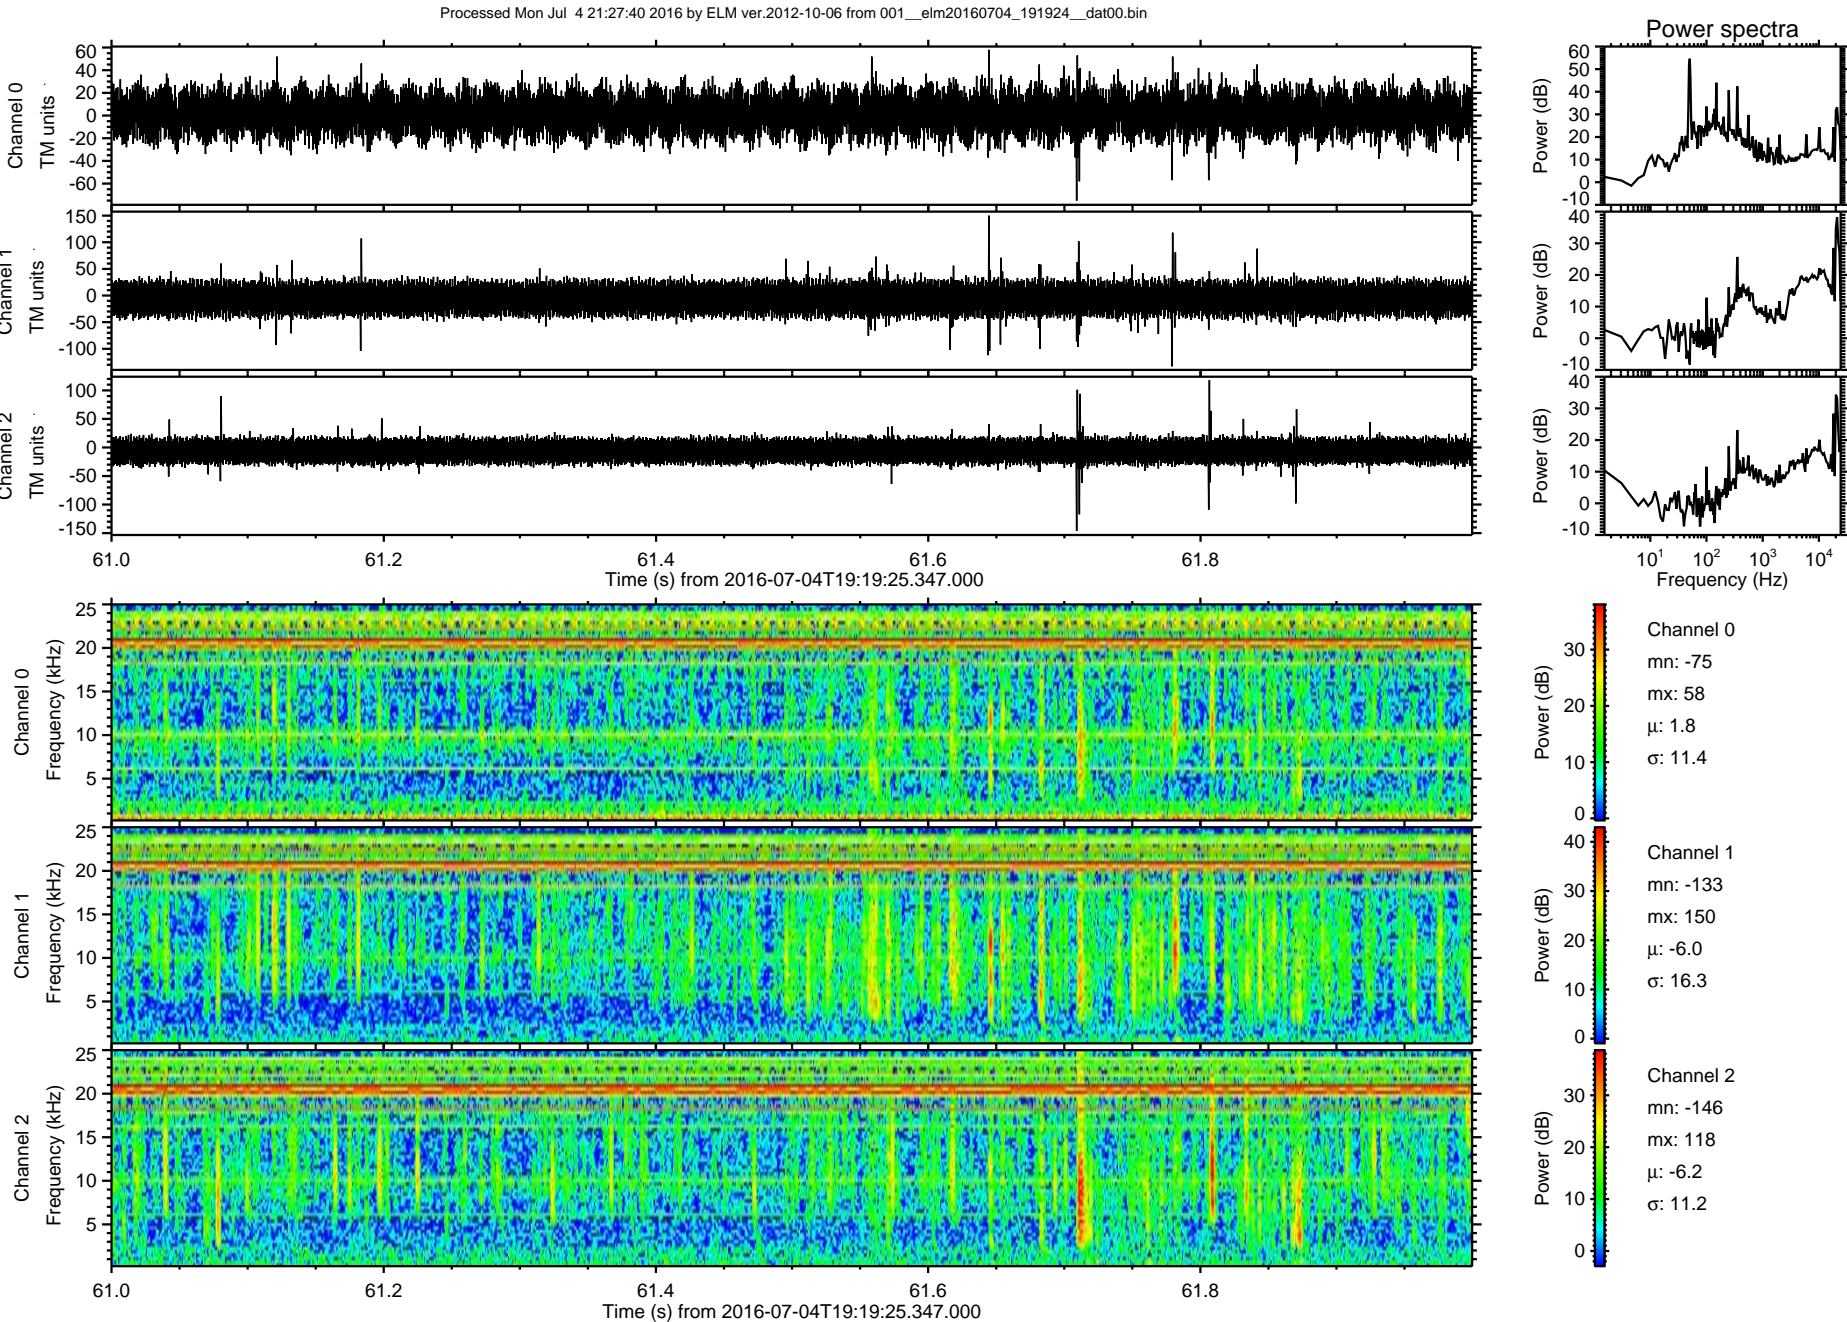 Processed Mon Jul  4 21:27:40 2016 by ELM ver.2012-10-06 from 001__elm20160704_191924__dat00.bin
Power spectra
Channel 0
TM units
60
40
20
0
-20
-40
-60
Power (dB)
60
50
40
30
20
10
0
-10
Channel 1
TM units
150
100
50
0
-50
-100
Power (dB)
40
30
20
10
0
-10
Channel 2
TM units
100
50
0
-50
-100
-150
Power (dB)
40
30
20
10
0
-10
61.0 61.2 61.4 61.6 61.8
Time (s) from 2016-07-04T19:19:25.347.000
10^1 10^2 10^3 10^4
Frequency (Hz)
Channel 0
Frequency (kHz)
25
20
15
10
5
Power (dB)
30
20
10
0
Channel 0
mn: -75
mx: 58
µ: 1.8
σ: 11.4
Channel 1
Frequency (kHz)
25
20
15
10
5
Power (dB)
40
30
20
10
0
Channel 1
mn: -133
mx: 150
µ: -6.0
σ: 16.3
Channel 2
Frequency (kHz)
25
20
15
10
5
Power (dB)
30
20
10
0
Channel 2
mn: -146
mx: 118
µ: -6.2
σ: 11.2
61.0 61.2 61.4 61.6 61.8
Time (s) from 2016-07-04T19:19:25.347.000